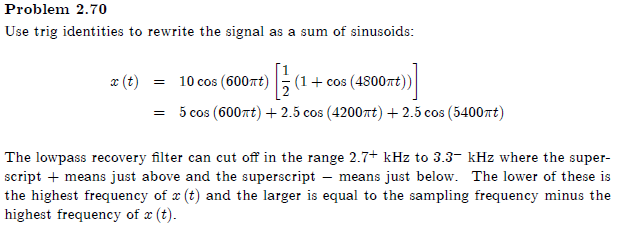 Problem 2.70
Use trig identities to rewrite the signal as a sum of sinusoids:
x (t) = 10 cos (600πt) [1/2 (1 + cos (4800πt))]
= 5 cos (600πt) + 2.5 cos (4200πt) + 2.5 cos (5400πt)
The lowpass recovery filter can cut off in the range 2.7⁺ kHz to 3.3⁻ kHz where the super-
script + means just above and the superscript − means just below. The lower of these is
the highest frequency of x (t) and the larger is equal to the sampling frequency minus the
highest frequency of x (t).